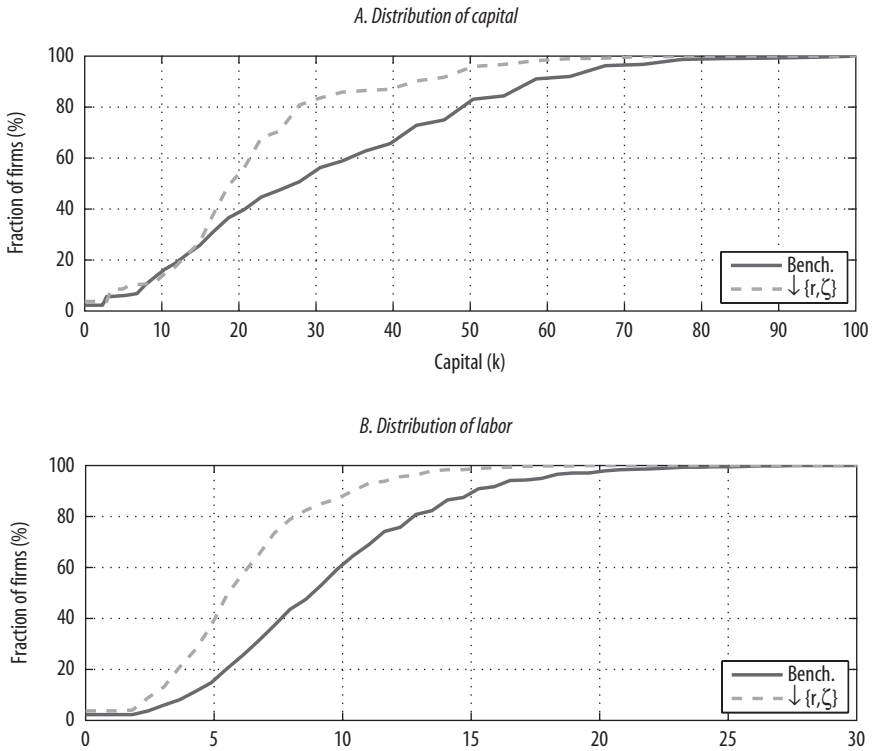 A. Distribution of capital
Fraction of firms (%)
100
80
60
40
20
0
Bench.
↓{r,ζ}
0 10 20 30 40 50 60 70 80 90 100
Capital (k)
B. Distribution of labor
Fraction of firms (%)
100
80
60
40
20
0
Bench.
↓{r,ζ}
0 5 10 15 20 25 30